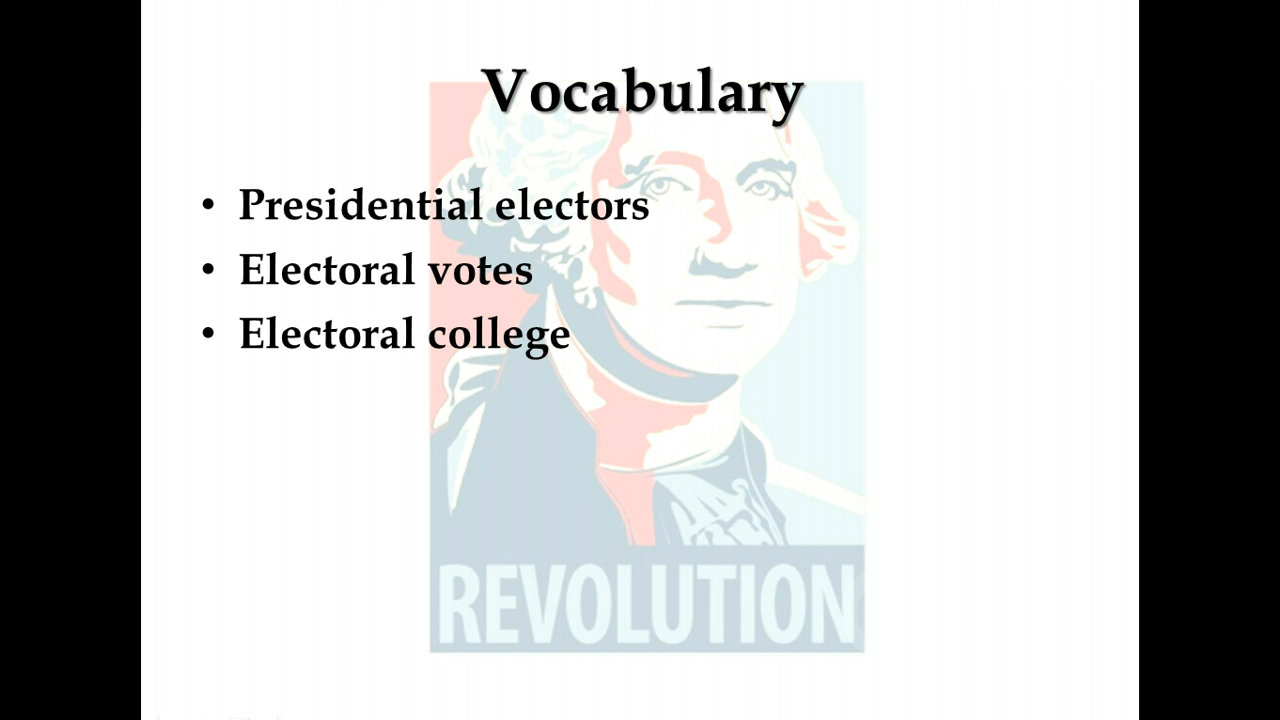 Vocabulary
• Presidential electors
• Electoral votes
• Electoral college
REVOLUTION